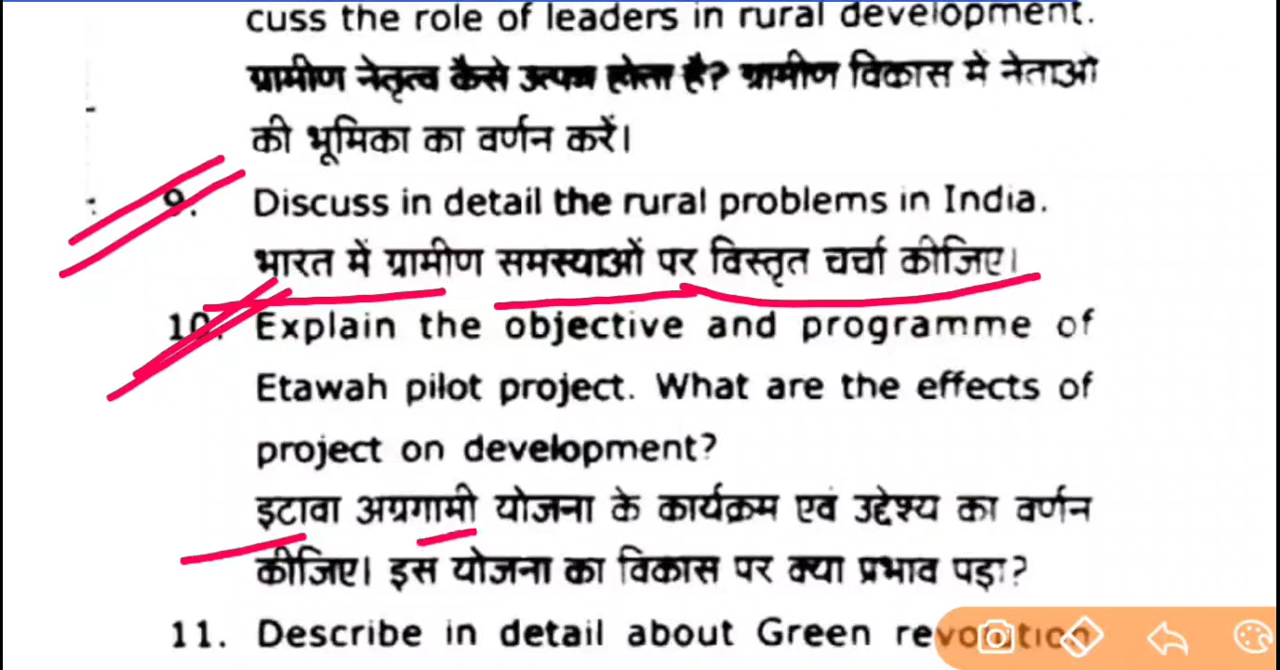 cuss the role of leaders in rural development.
ग्रामीण नेतृत्व कैसे उत्पन्न होता है? ग्रामीण विकास में नेताओं
की भूमिका का वर्णन करें।
9. Discuss in detail the rural problems in India.
भारत में ग्रामीण समस्याओं पर विस्तृत चर्चा कीजिए।
10. Explain the objective and programme of
Etawah pilot project. What are the effects of
project on development?
इटावा अग्रगामी योजना के कार्यक्रम एवं उद्देश्य का वर्णन
कीजिए। इस योजना का विकास पर क्या प्रभाव पड़ा?
11. Describe in detail about Green revolution